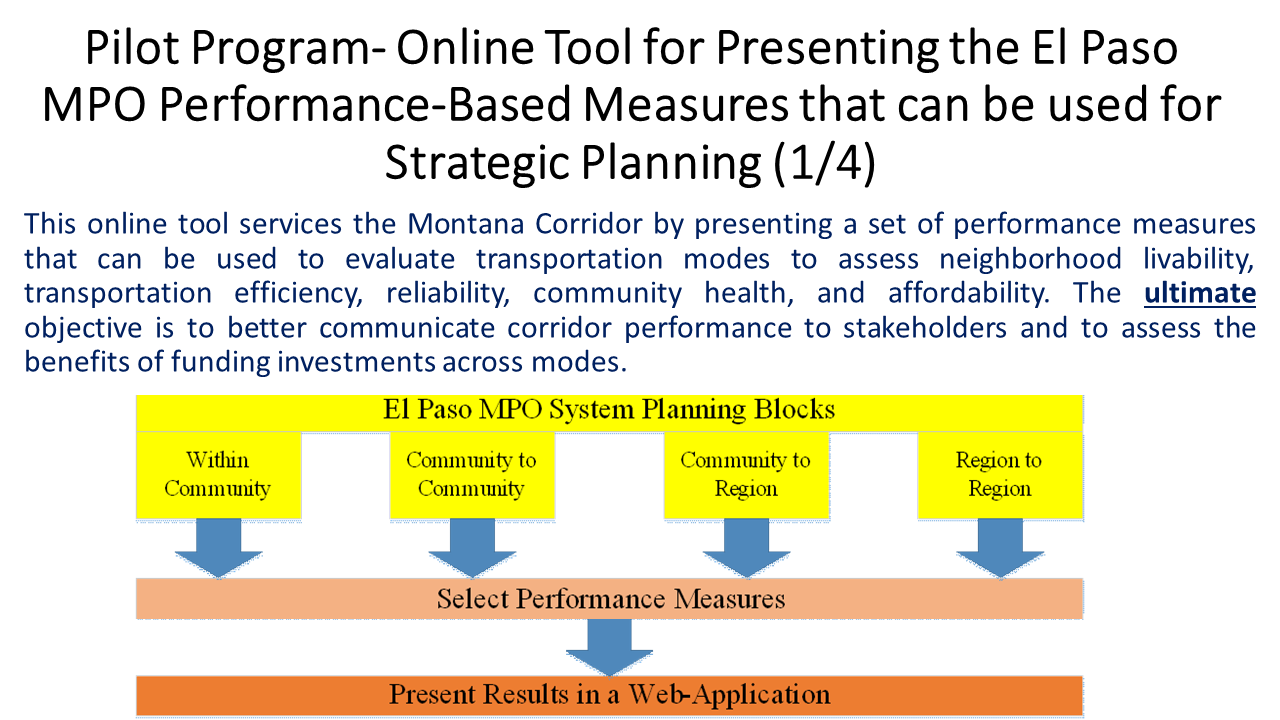 Pilot Program- Online Tool for Presenting the El Paso
MPO Performance-Based Measures that can be used for
Strategic Planning (1/4)
This online tool services the Montana Corridor by presenting a set of performance measures
that can be used to evaluate transportation modes to assess neighborhood livability,
transportation efficiency, reliability, community health, and affordability. The ultimate
objective is to better communicate corridor performance to stakeholders and to assess the
benefits of funding investments across modes.
El Paso MPO System Planning Blocks
Within
Community
Community to
Community
Community to
Region
Region to
Region
Select Performance Measures
Present Results in a Web-Application